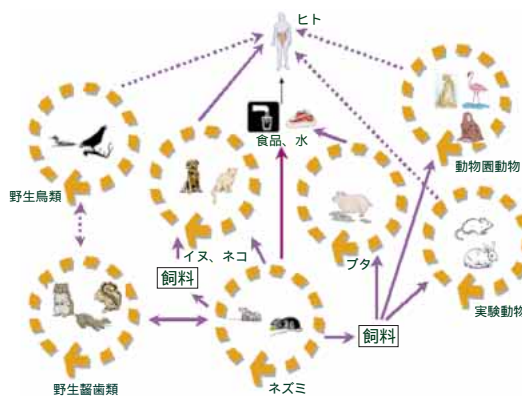 ヒト
食品、水
動物園動物
野生鳥類
イヌ、ネコ
ブタ
飼料
実験動物
飼料
野生齧歯類
ネズミ